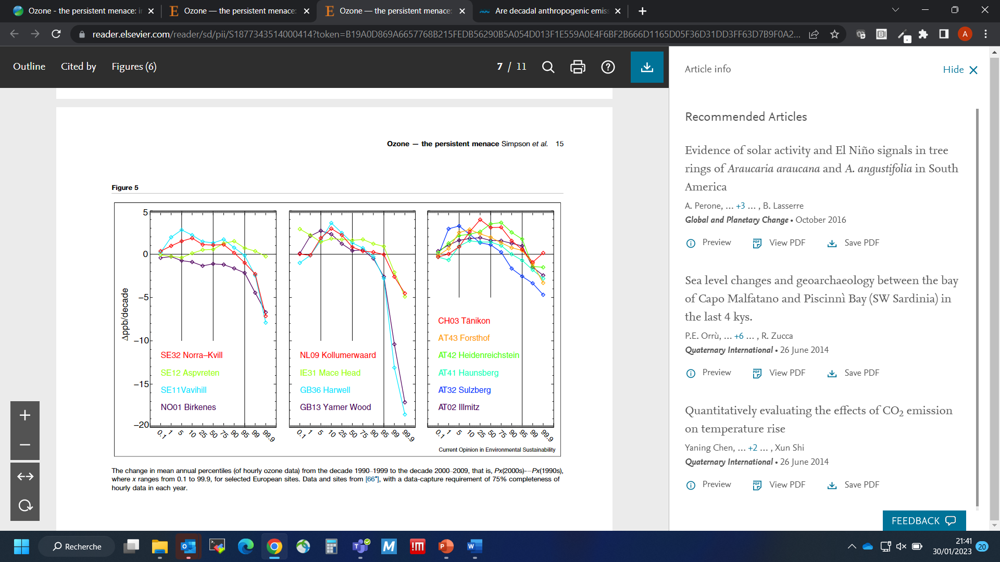 Ozone - the persistent menace: i
Ozone — the persistent menace:
Ozone — the persistent menace:
Are decadal anthropogenic emis
reader.elsevier.com/reader/sd/pii/S1877343514000414?token=B19A0D869A6657768B215FEDB56290B5A054D013F1E559A0E4F6BF2B666D1165D05F36D31DD3FF63D7B9F0A2...
A
Outline
Cited by
Figures (6)
7 / 11
Article info
Hide
Ozone — the persistent menace Simpson et al. 15
Figure 5
5
0
−5
−10
−15
−20
Δppb/decade
SE32 Norra–Kvill
SE12 Aspvreten
SE11Vavihill
NO01 Birkenes
0.1 1 5 10 25 50 75 90 95 99 99.9
NL09 Kollumerwaard
IE31 Mace Head
GB36 Harwell
GB13 Yarner Wood
0.1 1 5 10 25 50 75 90 95 99 99.9
CH03 Tänikon
AT43 Forsthof
AT42 Heidenreichstein
AT41 Haunsberg
AT32 Sulzberg
AT02 Illmitz
0.1 1 5 10 25 50 75 90 95 99 99.9
Current Opinion in Environmental Sustainability
The change in mean annual percentiles (of hourly ozone data) from the decade 1990–1999 to the decade 2000–2009, that is, Px(2000s)-–Px(1990s),
where x ranges from 0.1 to 99.9, for selected European sites. Data and sites from [66•], with a data-capture requirement of 75% completeness of
hourly data in each year.
Recommended Articles
Evidence of solar activity and El Niño signals in tree
rings of Araucaria araucana and A. angustifolia in South
America
A. Perone, ... +3 ... , B. Lasserre
Global and Planetary Change • October 2016
Preview
View PDF
Save PDF
Sea level changes and geoarchaeology between the bay
of Capo Malfatano and Piscinnì Bay (SW Sardinia) in
the last 4 kys.
P.E. Orrù, ... +6 ... , R. Zucca
Quaternary International • 26 June 2014
Preview
View PDF
Save PDF
Quantitatively evaluating the effects of CO₂ emission
on temperature rise
Yaning Chen, ... +2 ... , Xun Shi
Quaternary International • 26 June 2014
Preview
View PDF
Save PDF
FEEDBACK
Recherche
21:41
30/01/2023
20